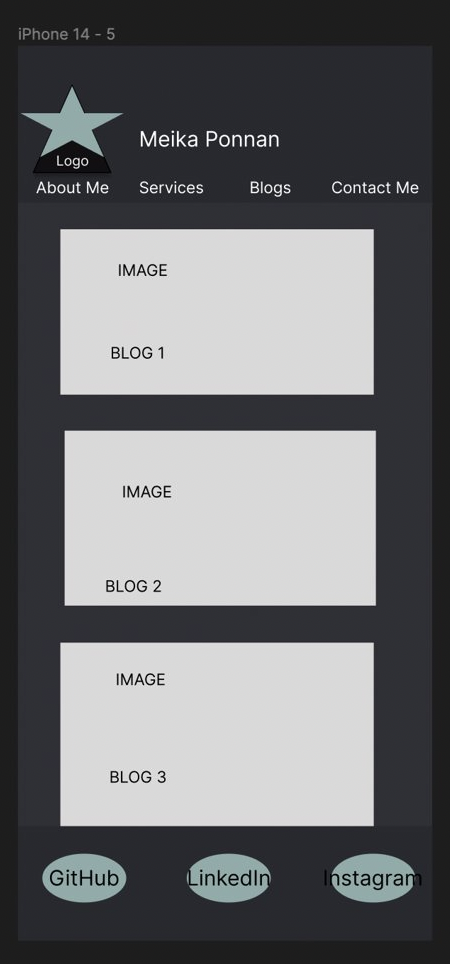 iPhone 14 - 5
Meika Ponnan
Logo
About Me Services Blogs Contact Me
IMAGE
BLOG 1
IMAGE
BLOG 2
IMAGE
BLOG 3
GitHub LinkedIn Instagram